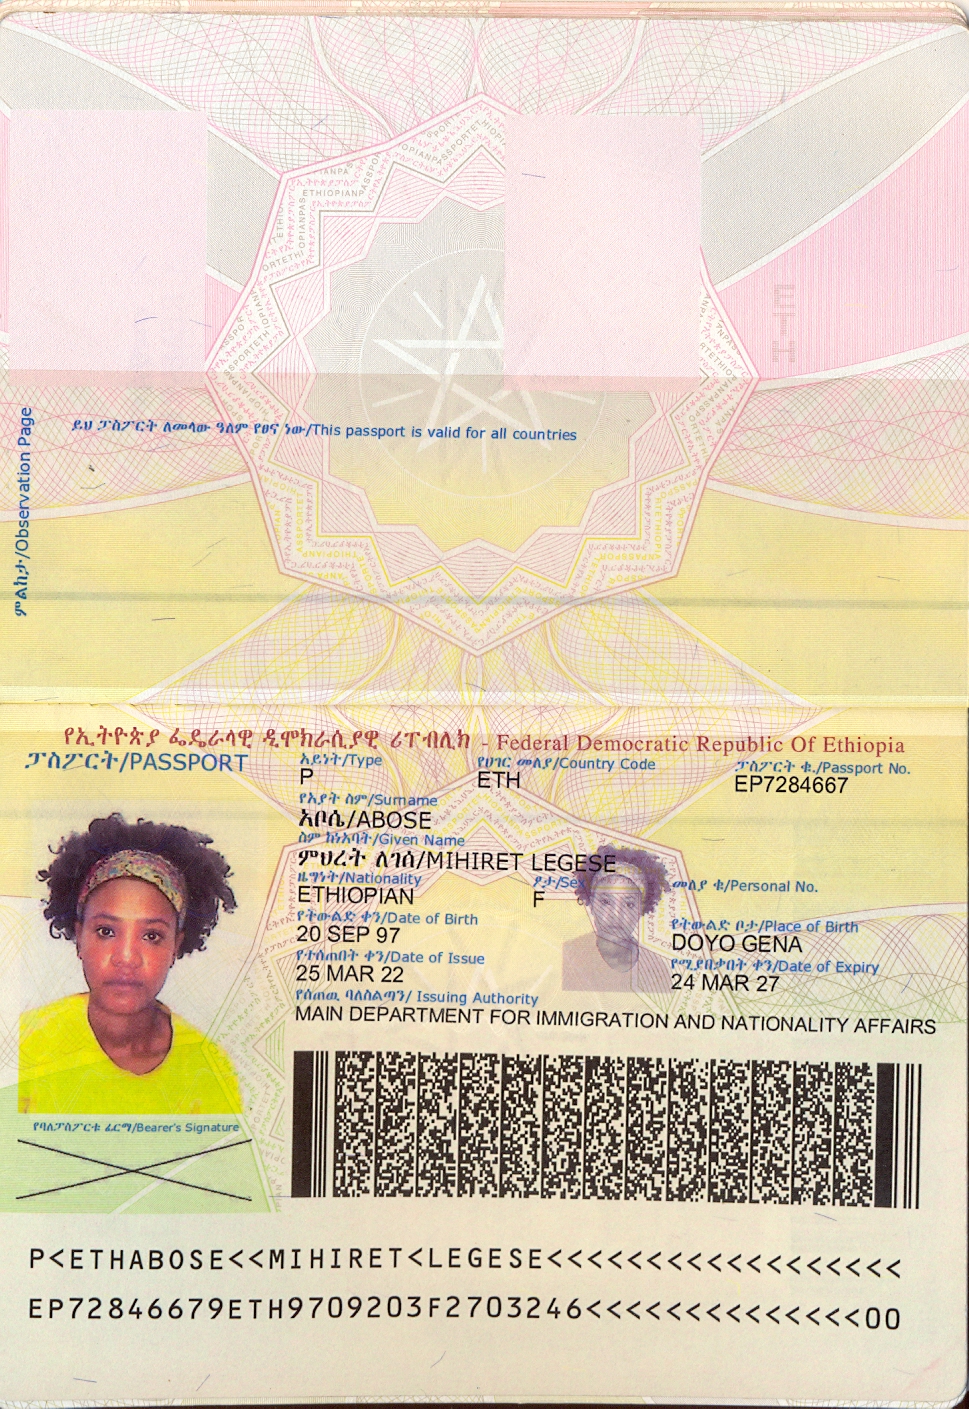 ይህ ፓስፖርት ለመላው ዓለም የፀና ነው/This passport is valid for all countries
ምልከታ/Observation Page
ETH
የኢትዮጵያ ፌዴራላዊ ዲሞክራሲያዊ ሪፐብሊክ - Federal Democratic Republic Of Ethiopia
ፓስፖርት/PASSPORT
አይነት/Type
የሀገር መለያ/Country Code
ፓስፖርት ቁ./Passport No.
P
ETH
EP7284667
የአያት ስም/Surname
አቦሴ/ABOSE
ስም ከነአባት/Given Name
ምህረት ለገሰ/MIHIRET LEGESE
ዜግነት/Nationality
ፆታ/Sex
መለያ ቁ/Personal No.
ETHIOPIAN
F
የትውልድ ቀን/Date of Birth
የትውልድ ቦታ/Place of Birth
20 SEP 97
DOYO GENA
የተሰጠበት ቀን/Date of Issue
የሚያበቃበት ቀን/Date of Expiry
25 MAR 22
24 MAR 27
የሰጠዉ ባለስልጣን/ Issuing Authority
MAIN DEPARTMENT FOR IMMIGRATION AND NATIONALITY AFFAIRS
የባለፓስፖርቱ ፊርማ/Bearer's Signature
P<ETHABOSE<<MIHIRET<LEGESE<<<<<<<<<<<<<<<<<<
EP72846679ETH9709203F2703246<<<<<<<<<<<<<<00